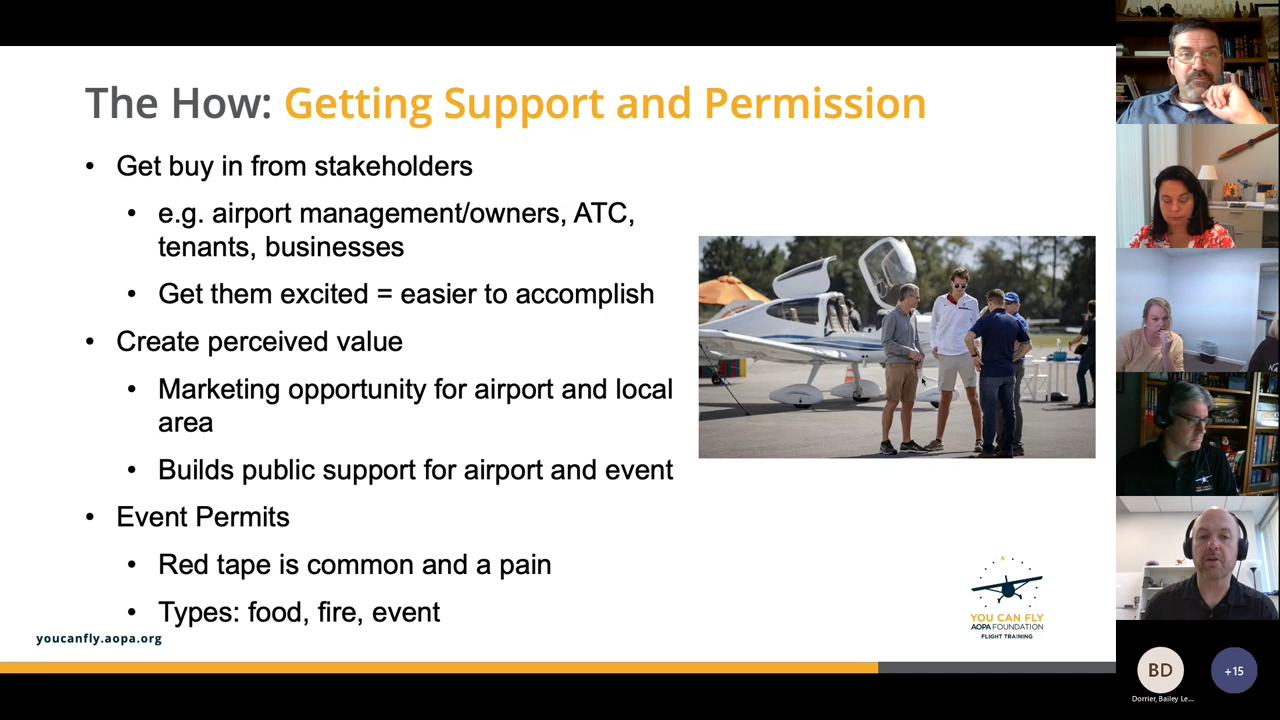 The How: Getting Support and Permission
• Get buy in from stakeholders
• e.g. airport management/owners, ATC,
tenants, businesses
• Get them excited = easier to accomplish
• Create perceived value
• Marketing opportunity for airport and local
area
• Builds public support for airport and event
• Event Permits
• Red tape is common and a pain
• Types: food, fire, event
youcanfly.aopa.org
YOU CAN FLY
AOPA FOUNDATION
FLIGHT TRAINING
BD
+15
Dorrier, Bailey Le...